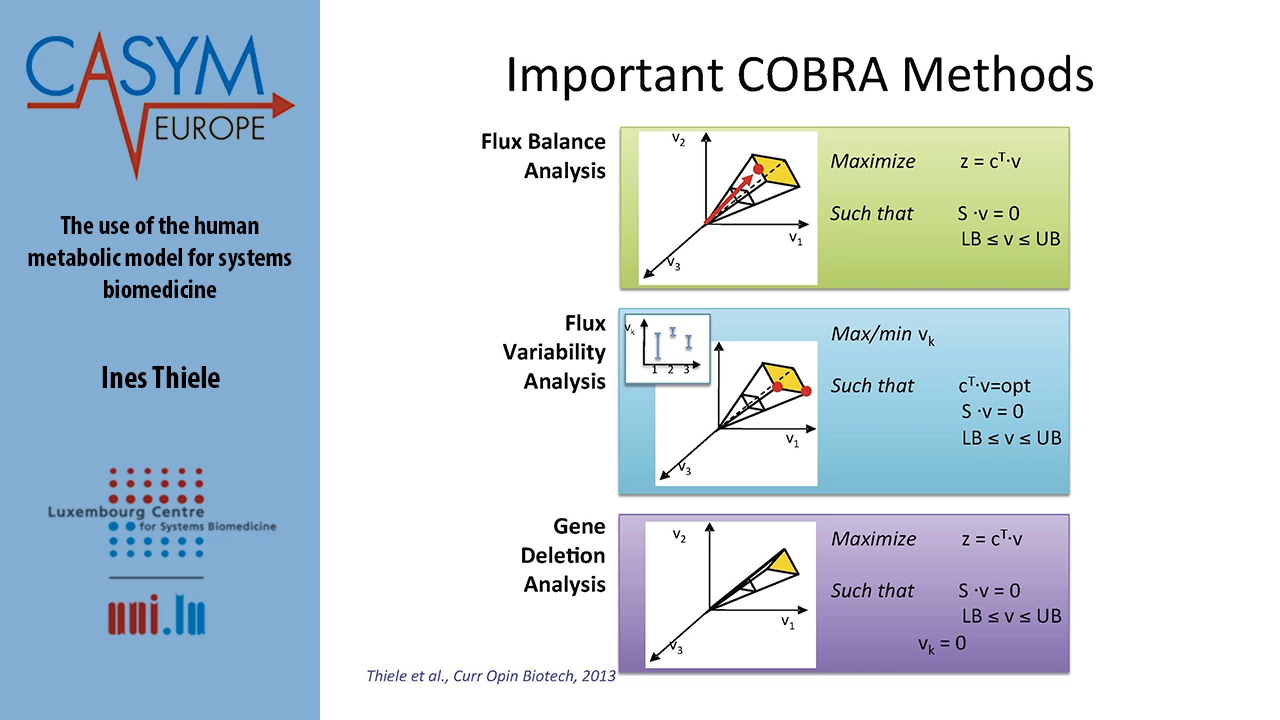 CASYM
EUROPE
The use of the human
metabolic model for systems
biomedicine
Ines Thiele
Luxembourg Centre
for Systems Biomedicine
uni.lu
Important COBRA Methods
Flux Balance
Analysis
v₂
v₁
v₃
Maximize z = cᵀ·v
Such that S ·v = 0
LB ≤ v ≤ UB
Flux
Variability
Analysis
vₖ
1 2 3
v₁
v₃
Max/min vₖ
Such that cᵀ·v=opt
S ·v = 0
LB ≤ v ≤ UB
Gene
Deletion
Analysis
v₂
v₁
v₃
Maximize z = cᵀ·v
Such that S ·v = 0
LB ≤ v ≤ UB
vₖ = 0
Thiele et al., Curr Opin Biotech, 2013